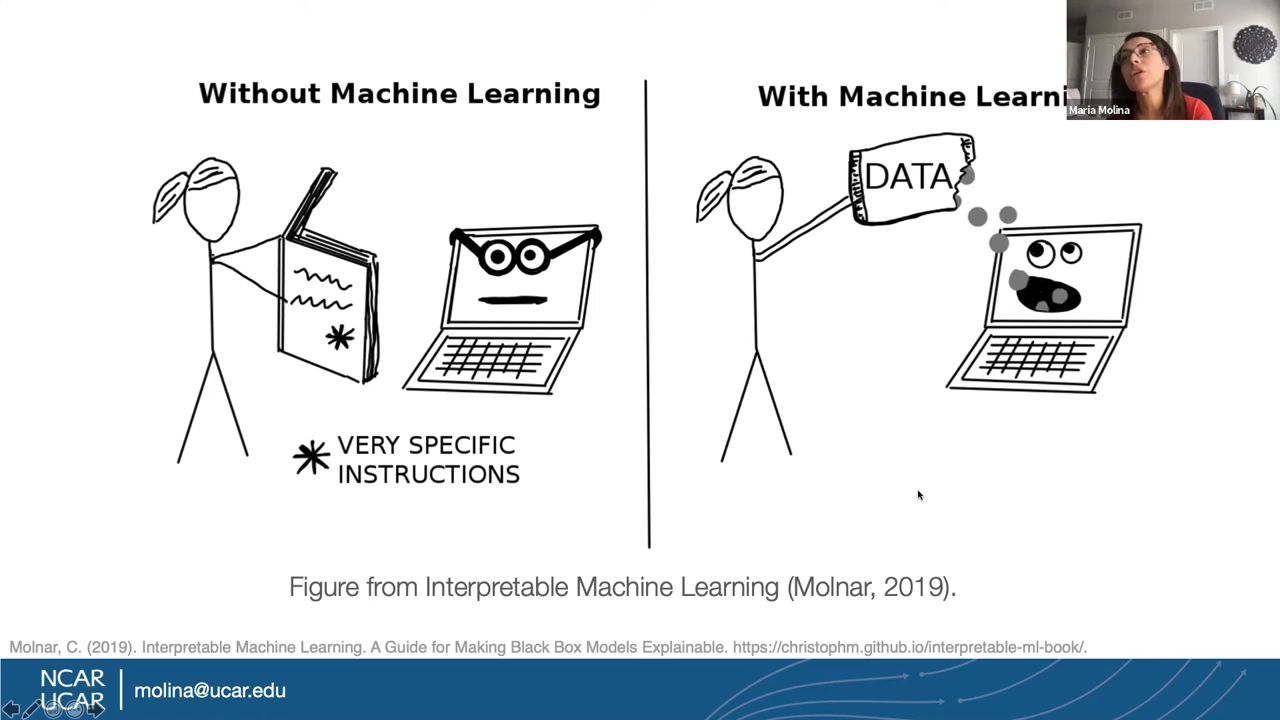 Without Machine Learning
With Machine Learni
Maria Molina
DATA
VERY SPECIFIC
INSTRUCTIONS
Figure from Interpretable Machine Learning (Molnar, 2019).
Molnar, C. (2019). Interpretable Machine Learning. A Guide for Making Black Box Models Explainable. https://christophm.github.io/interpretable-ml-book/.
NCAR
UCAR
molina@ucar.edu